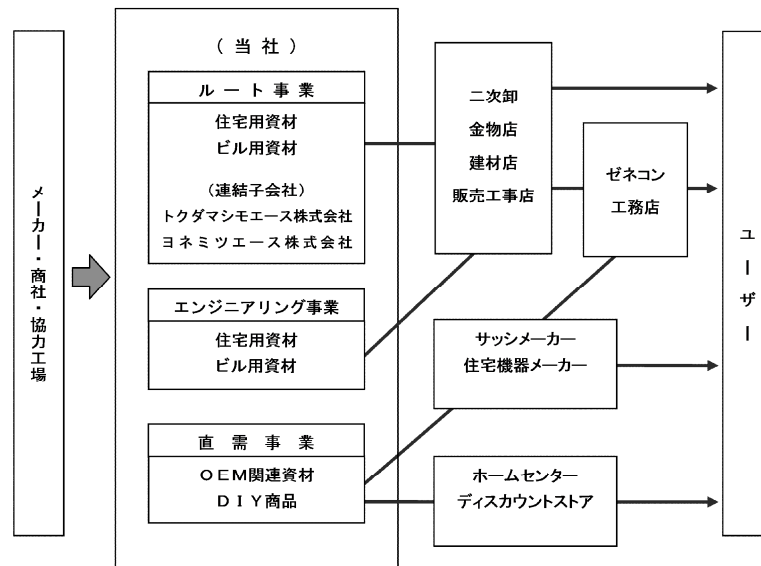 メーカー・商社・協力工場
(当社)
ルート事業
住宅用資材
ビル用資材
(連結子会社)
トクダマシモエース株式会社
ヨネミツエース株式会社
エンジニアリング事業
住宅用資材
ビル用資材
直需事業
OEM関連資材
DIY商品
二次卸
金物店
建材店
販売工事店
ゼネコン
工務店
サッシメーカー
住宅機器メーカー
ホームセンター
ディスカウントストア
ユーザー